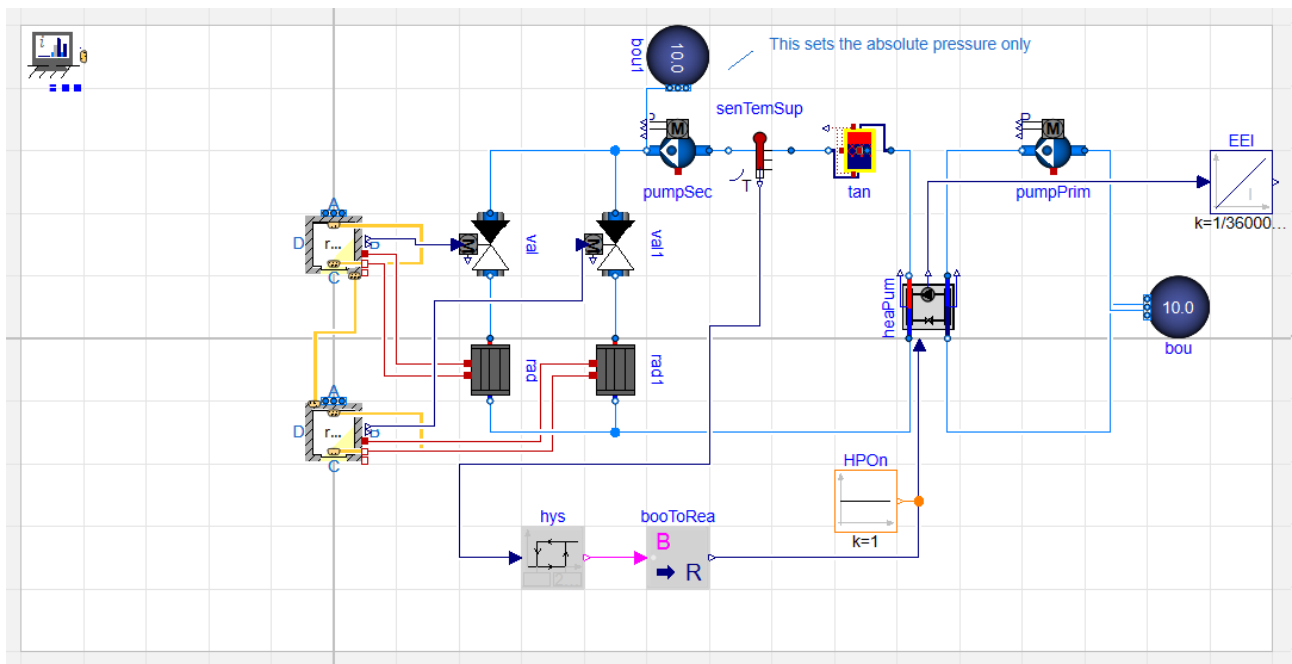 i
10.0
bou1
This sets the absolute pressure only
senTemSup
M
pumpSec
T
tan
M
pumpPrim
EEI
I
k=1/36000...
A
D
r...
C
M
val
M
val1
heaPum
10.0
bou
rad
rad1
A
D
r...
C
HPOn
k=1
hys
2...
booToRea
B
R